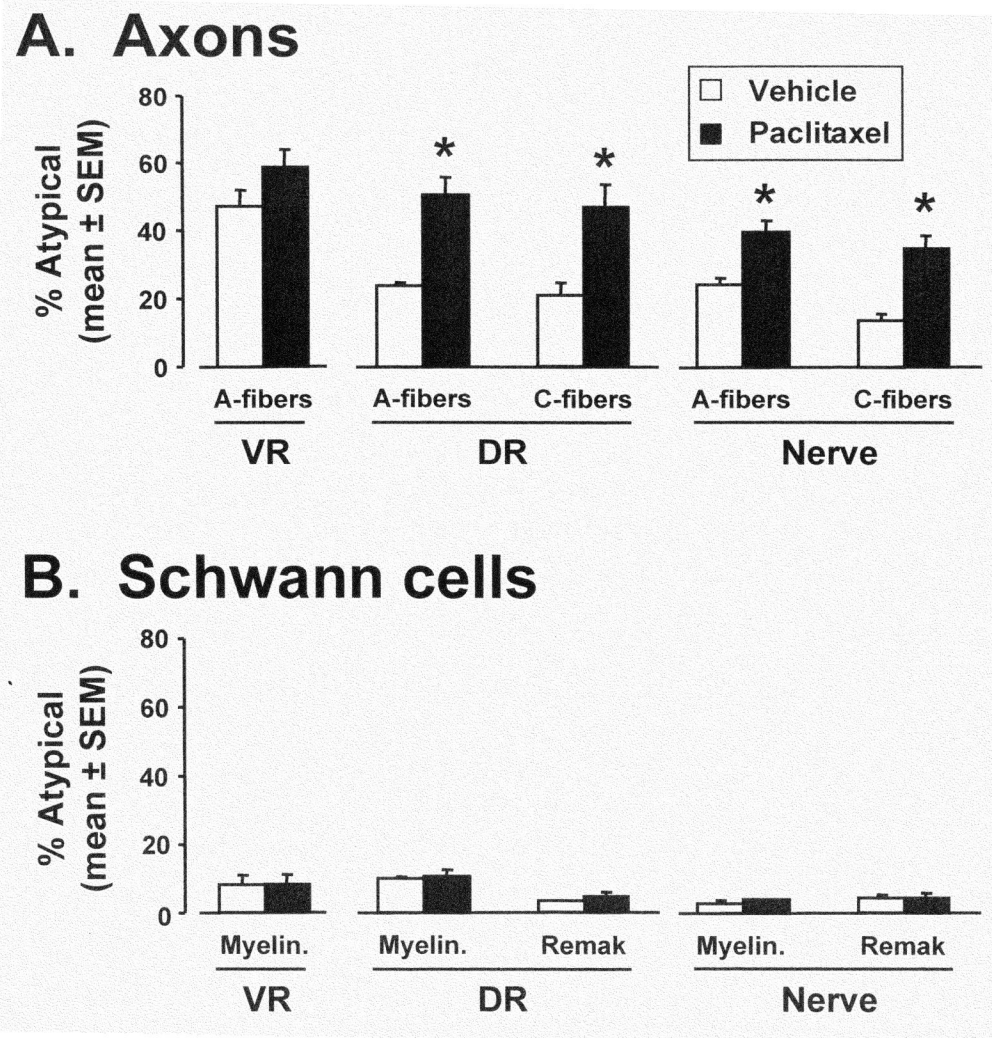 A. Axons
Vehicle
Paclitaxel
% Atypical
(mean ± SEM)
80
60
40
20
0
*
*
*
*
A-fibers
A-fibers
C-fibers
A-fibers
C-fibers
VR
DR
Nerve
B. Schwann cells
% Atypical
(mean ± SEM)
80
60
40
20
0
Myelin.
Myelin.
Remak
Myelin.
Remak
VR
DR
Nerve